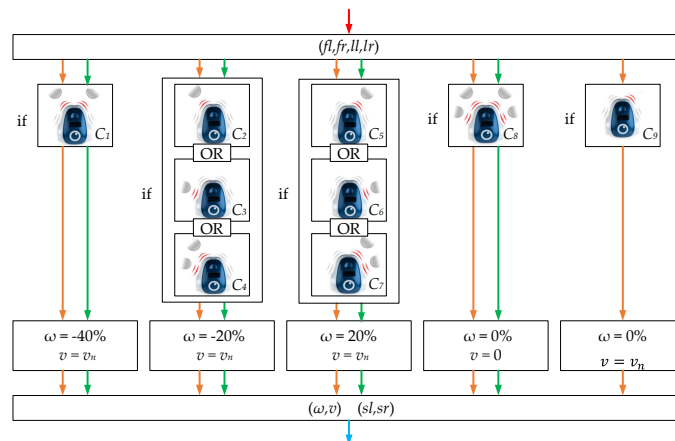 (fl,fr,ll,lr)
if C1
if C2
OR
C3
OR
C4
if C5
OR
C6
OR
C7
if C8
if C9
ω = -40%
v = vn
ω = -20%
v = vn
ω = 20%
v = vn
ω = 0%
v = 0
ω = 0%
v = vn
(ω,v) (sl,sr)